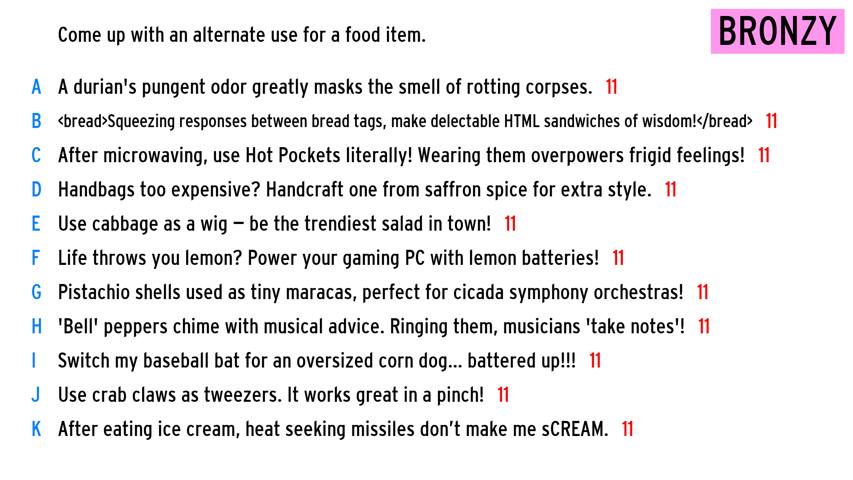 Come up with an alternate use for a food item.
BRONZY
A A durian's pungent odor greatly masks the smell of rotting corpses. 11
B <bread>Squeezing responses between bread tags, make delectable HTML sandwiches of wisdom!</bread> 11
C After microwaving, use Hot Pockets literally! Wearing them overpowers frigid feelings! 11
D Handbags too expensive? Handcraft one from saffron spice for extra style. 11
E Use cabbage as a wig – be the trendiest salad in town! 11
F Life throws you lemon? Power your gaming PC with lemon batteries! 11
G Pistachio shells used as tiny maracas, perfect for cicada symphony orchestras! 11
H 'Bell' peppers chime with musical advice. Ringing them, musicians 'take notes'! 11
I Switch my baseball bat for an oversized corn dog... battered up!!! 11
J Use crab claws as tweezers. It works great in a pinch! 11
K After eating ice cream, heat seeking missiles don’t make me sCREAM. 11